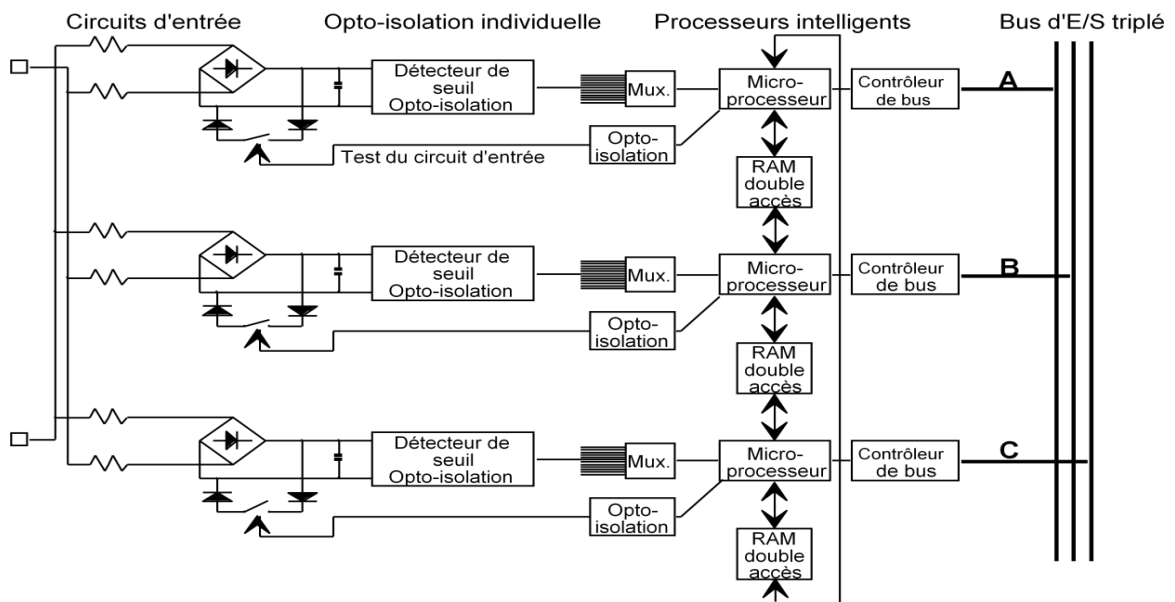 Circuits d'entrée
Opto-isolation individuelle
Processeurs intelligents
Bus d'E/S triplé
Détecteur de
seuil
Opto-isolation
Mux.
Micro-
processeur
Contrôleur
de bus
A
Test du circuit d'entrée
Opto-
isolation
RAM
double
accès
Détecteur de
seuil
Opto-isolation
Mux.
Micro-
processeur
Contrôleur
de bus
B
Opto-
isolation
RAM
double
accès
Détecteur de
seuil
Opto-isolation
Mux.
Micro-
processeur
Contrôleur
de bus
C
Opto-
isolation
RAM
double
accès